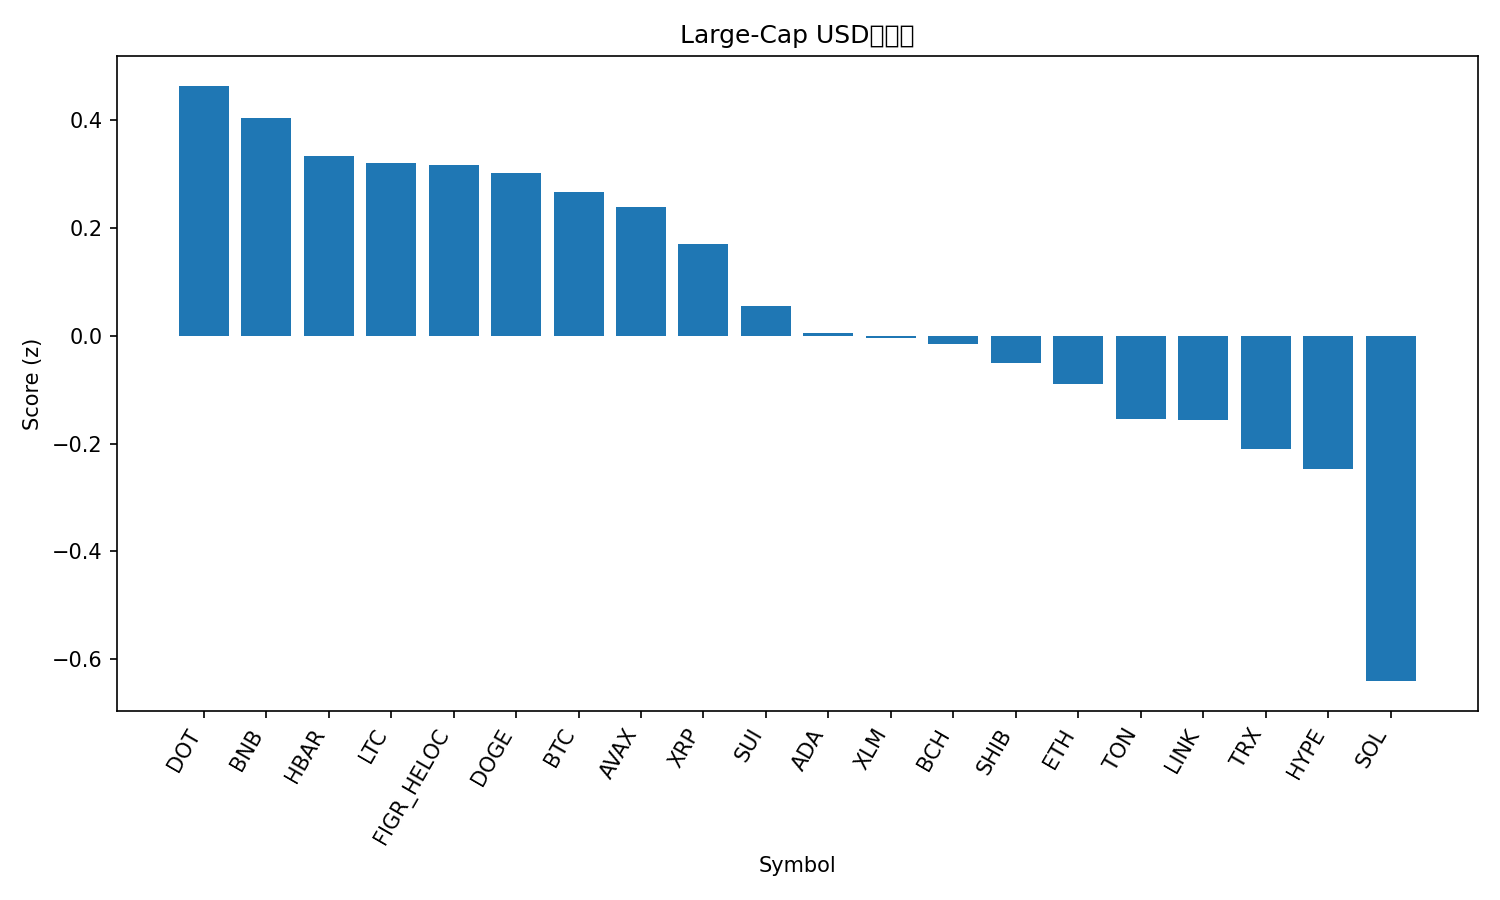 Large-Cap USD
0.4
0.2
0.0
−0.2
−0.4
−0.6
Score (z)
DOT
BNB
HBAR
LTC
FIGR_HELOC
DOGE
BTC
AVAX
XRP
SUI
ADA
XLM
BCH
SHIB
ETH
TON
LINK
TRX
HYPE
SOL
Symbol